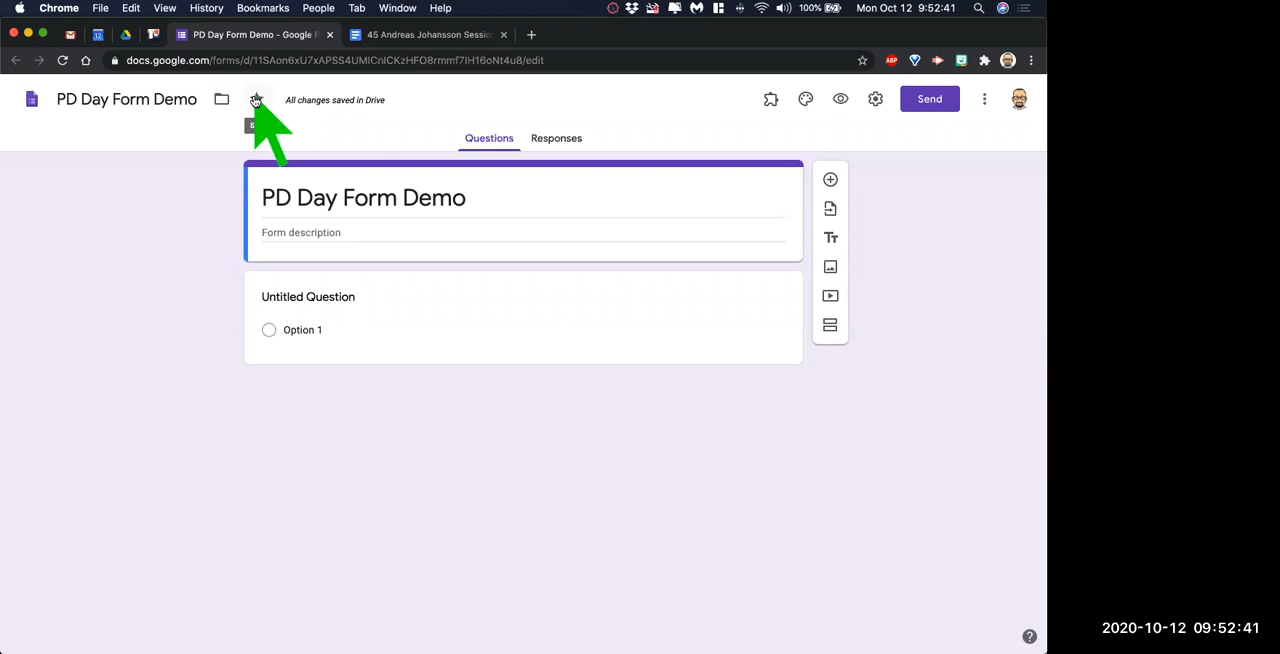 Chrome File Edit View History Bookmarks People Tab Window Help 100% Mon Oct 12 9:52:41
PD Day Form Demo - Google F 45 Andreas Johansson Sessio
docs.google.com/forms/d/11SAon6xU7xAPSS4UMlCnICKzHFO8rmmf7lH16oNt4u8/edit ABP
PD Day Form Demo All changes saved in Drive Send
Questions Responses
PD Day Form Demo
Form description
Untitled Question
Option 1
2020-10-12 09:52:41